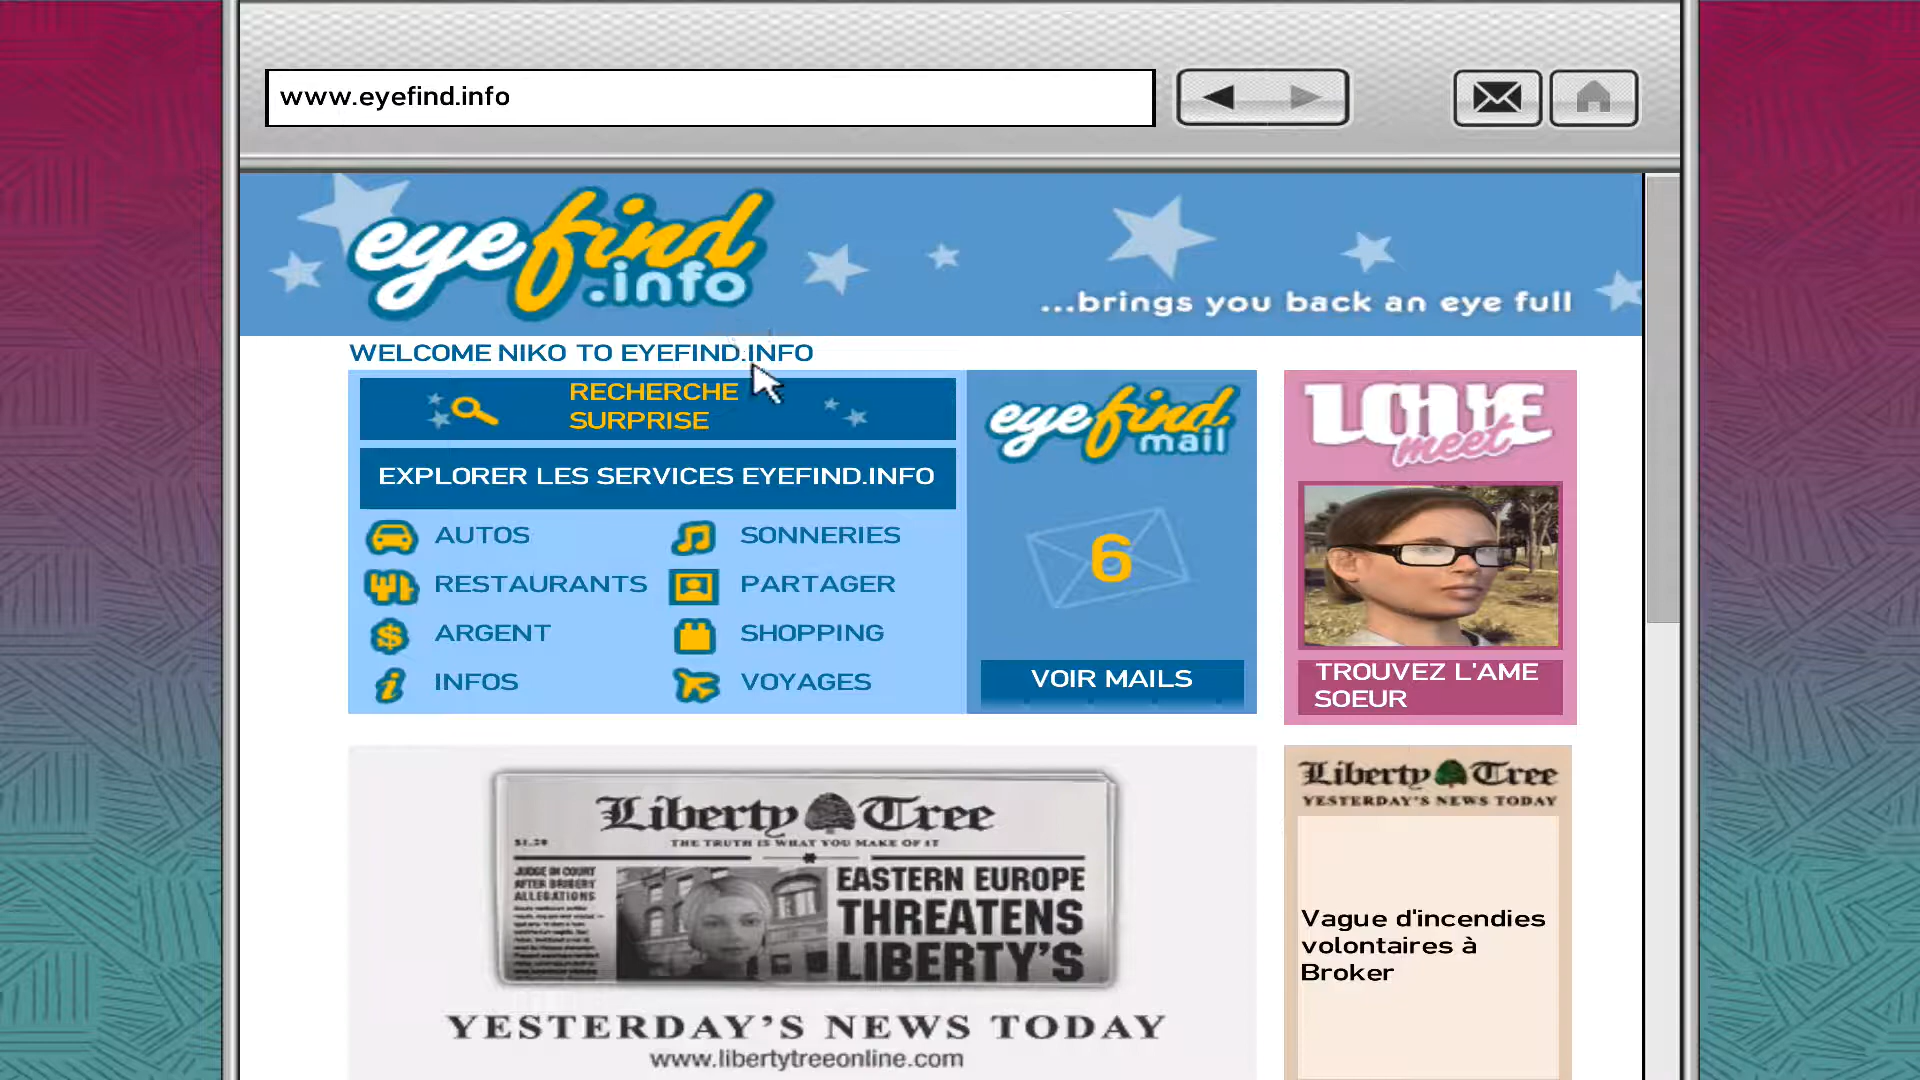 www.eyefind.info
eyefind
.info
...brings you back an eye full
WELCOME NIKO TO EYEFIND.INFO
RECHERCHE
SURPRISE
EXPLORER LES SERVICES EYEFIND.INFO
AUTOS
SONNERIES
RESTAURANTS
PARTAGER
ARGENT
SHOPPING
INFOS
VOYAGES
eyefind
mail
6
VOIR MAILS
LOVE
meet
TROUVEZ L'AME
SOEUR
Liberty Tree
THE TRUTH IS WHAT YOU MAKE OF IT
$1.20
JUDGE IN COURT
AFTER BRIBERY
ALLEGATIONS
EASTERN EUROPE
THREATENS
LIBERTY'S
YESTERDAY'S NEWS TODAY
www.libertytreeonline.com
Liberty Tree
YESTERDAY'S NEWS TODAY
Vague d'incendies
volontaires à
Broker